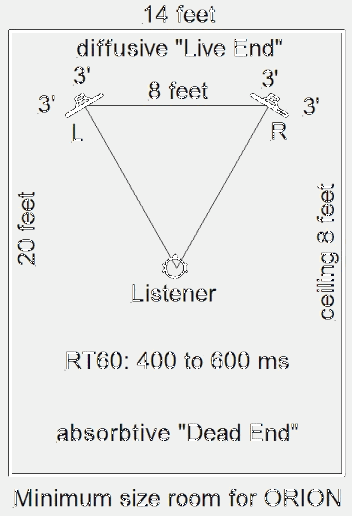 14 feet
diffusive "Live End"
3' 3'
3' 8 feet 3'
L R
20 feet
ceiling 8 feet
Listener
RT60: 400 to 600 ms
absorbtive "Dead End"
Minimum size room for ORION